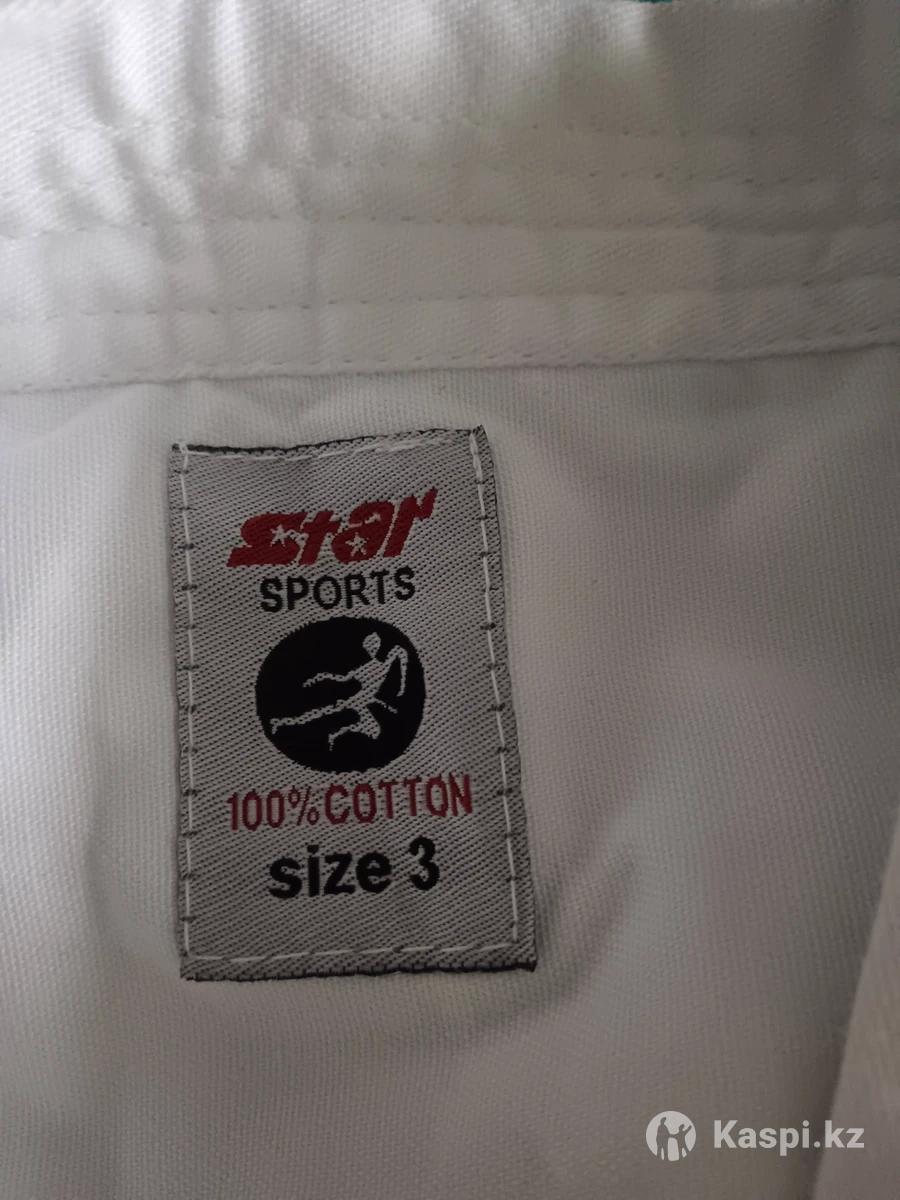 Star
SPORTS
100% COTTON
size 3
Kaspi.kz